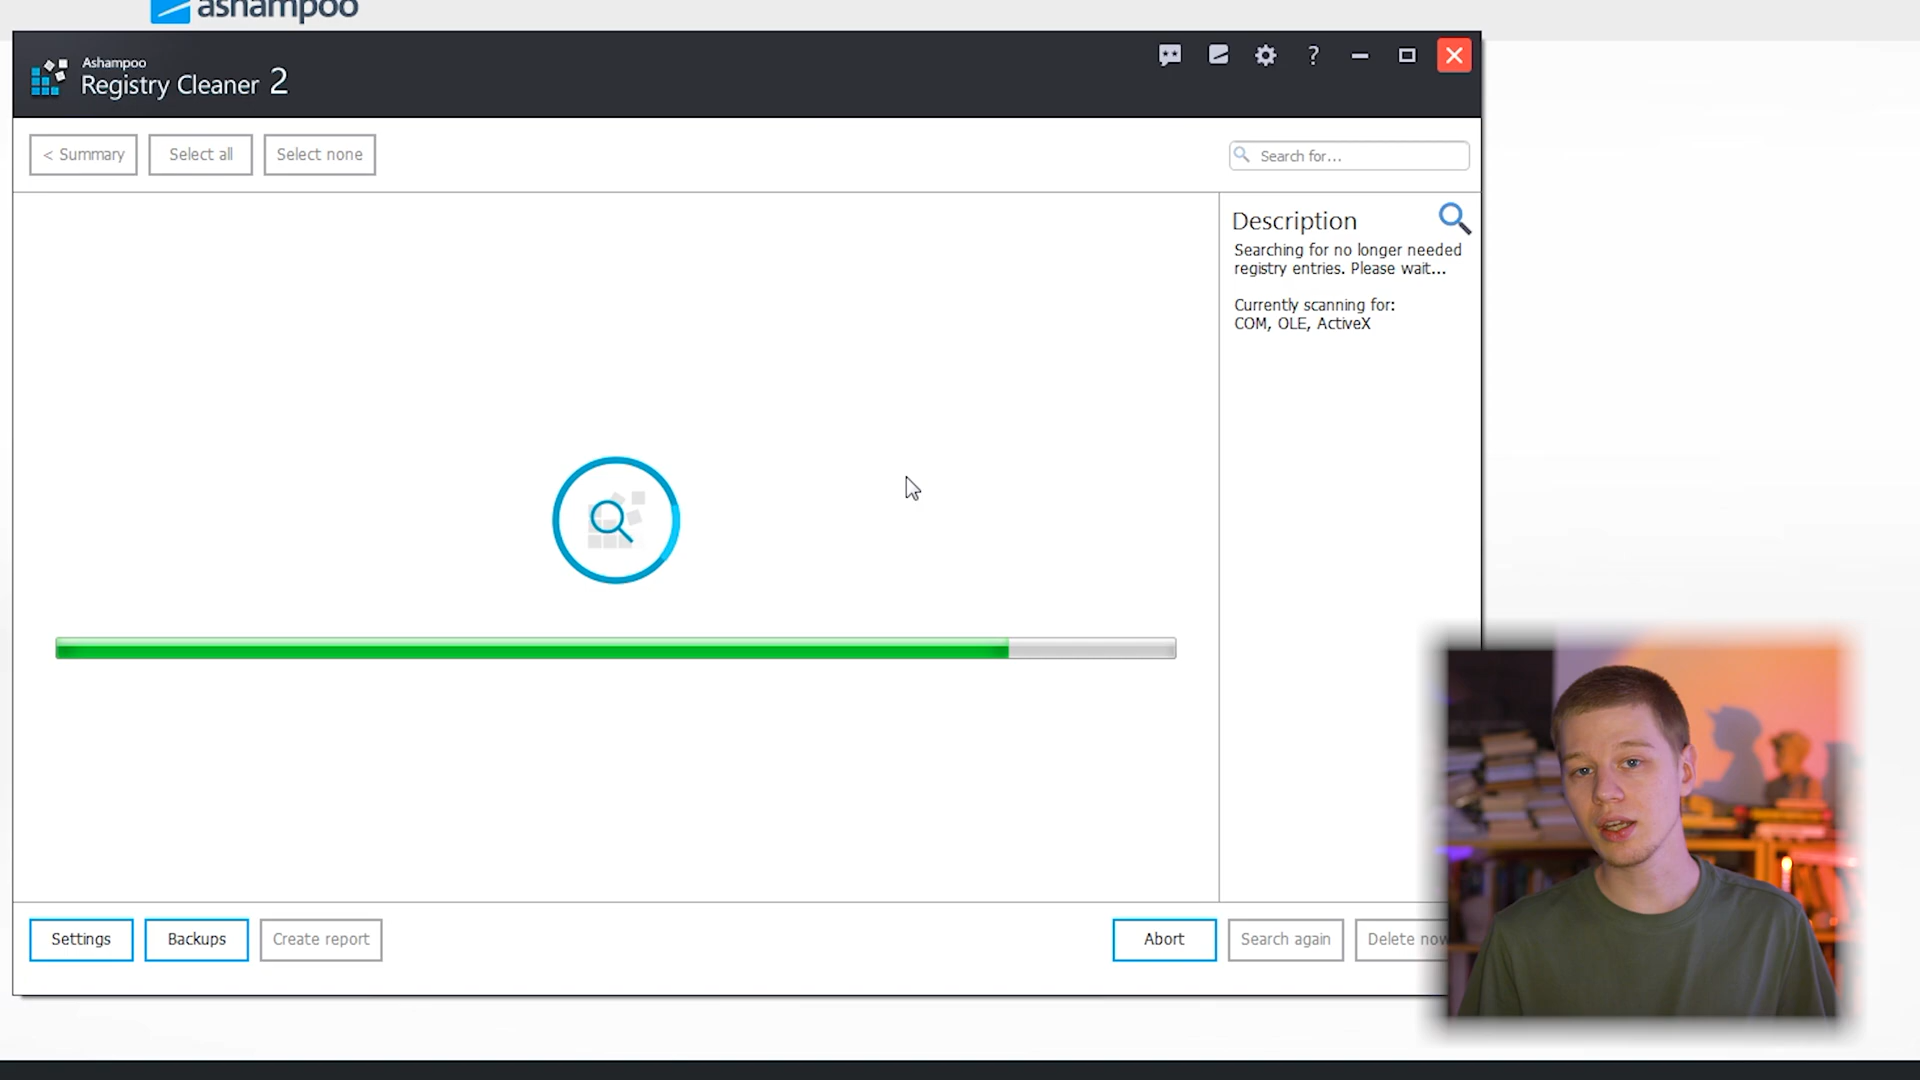 ashampoo
Ashampoo
Registry Cleaner 2
?
< Summary
Select all
Select none
Search for...
Description
Searching for no longer needed
registry entries. Please wait...
Currently scanning for:
COM, OLE, ActiveX
Settings
Backups
Create report
Abort
Search again
Delete now